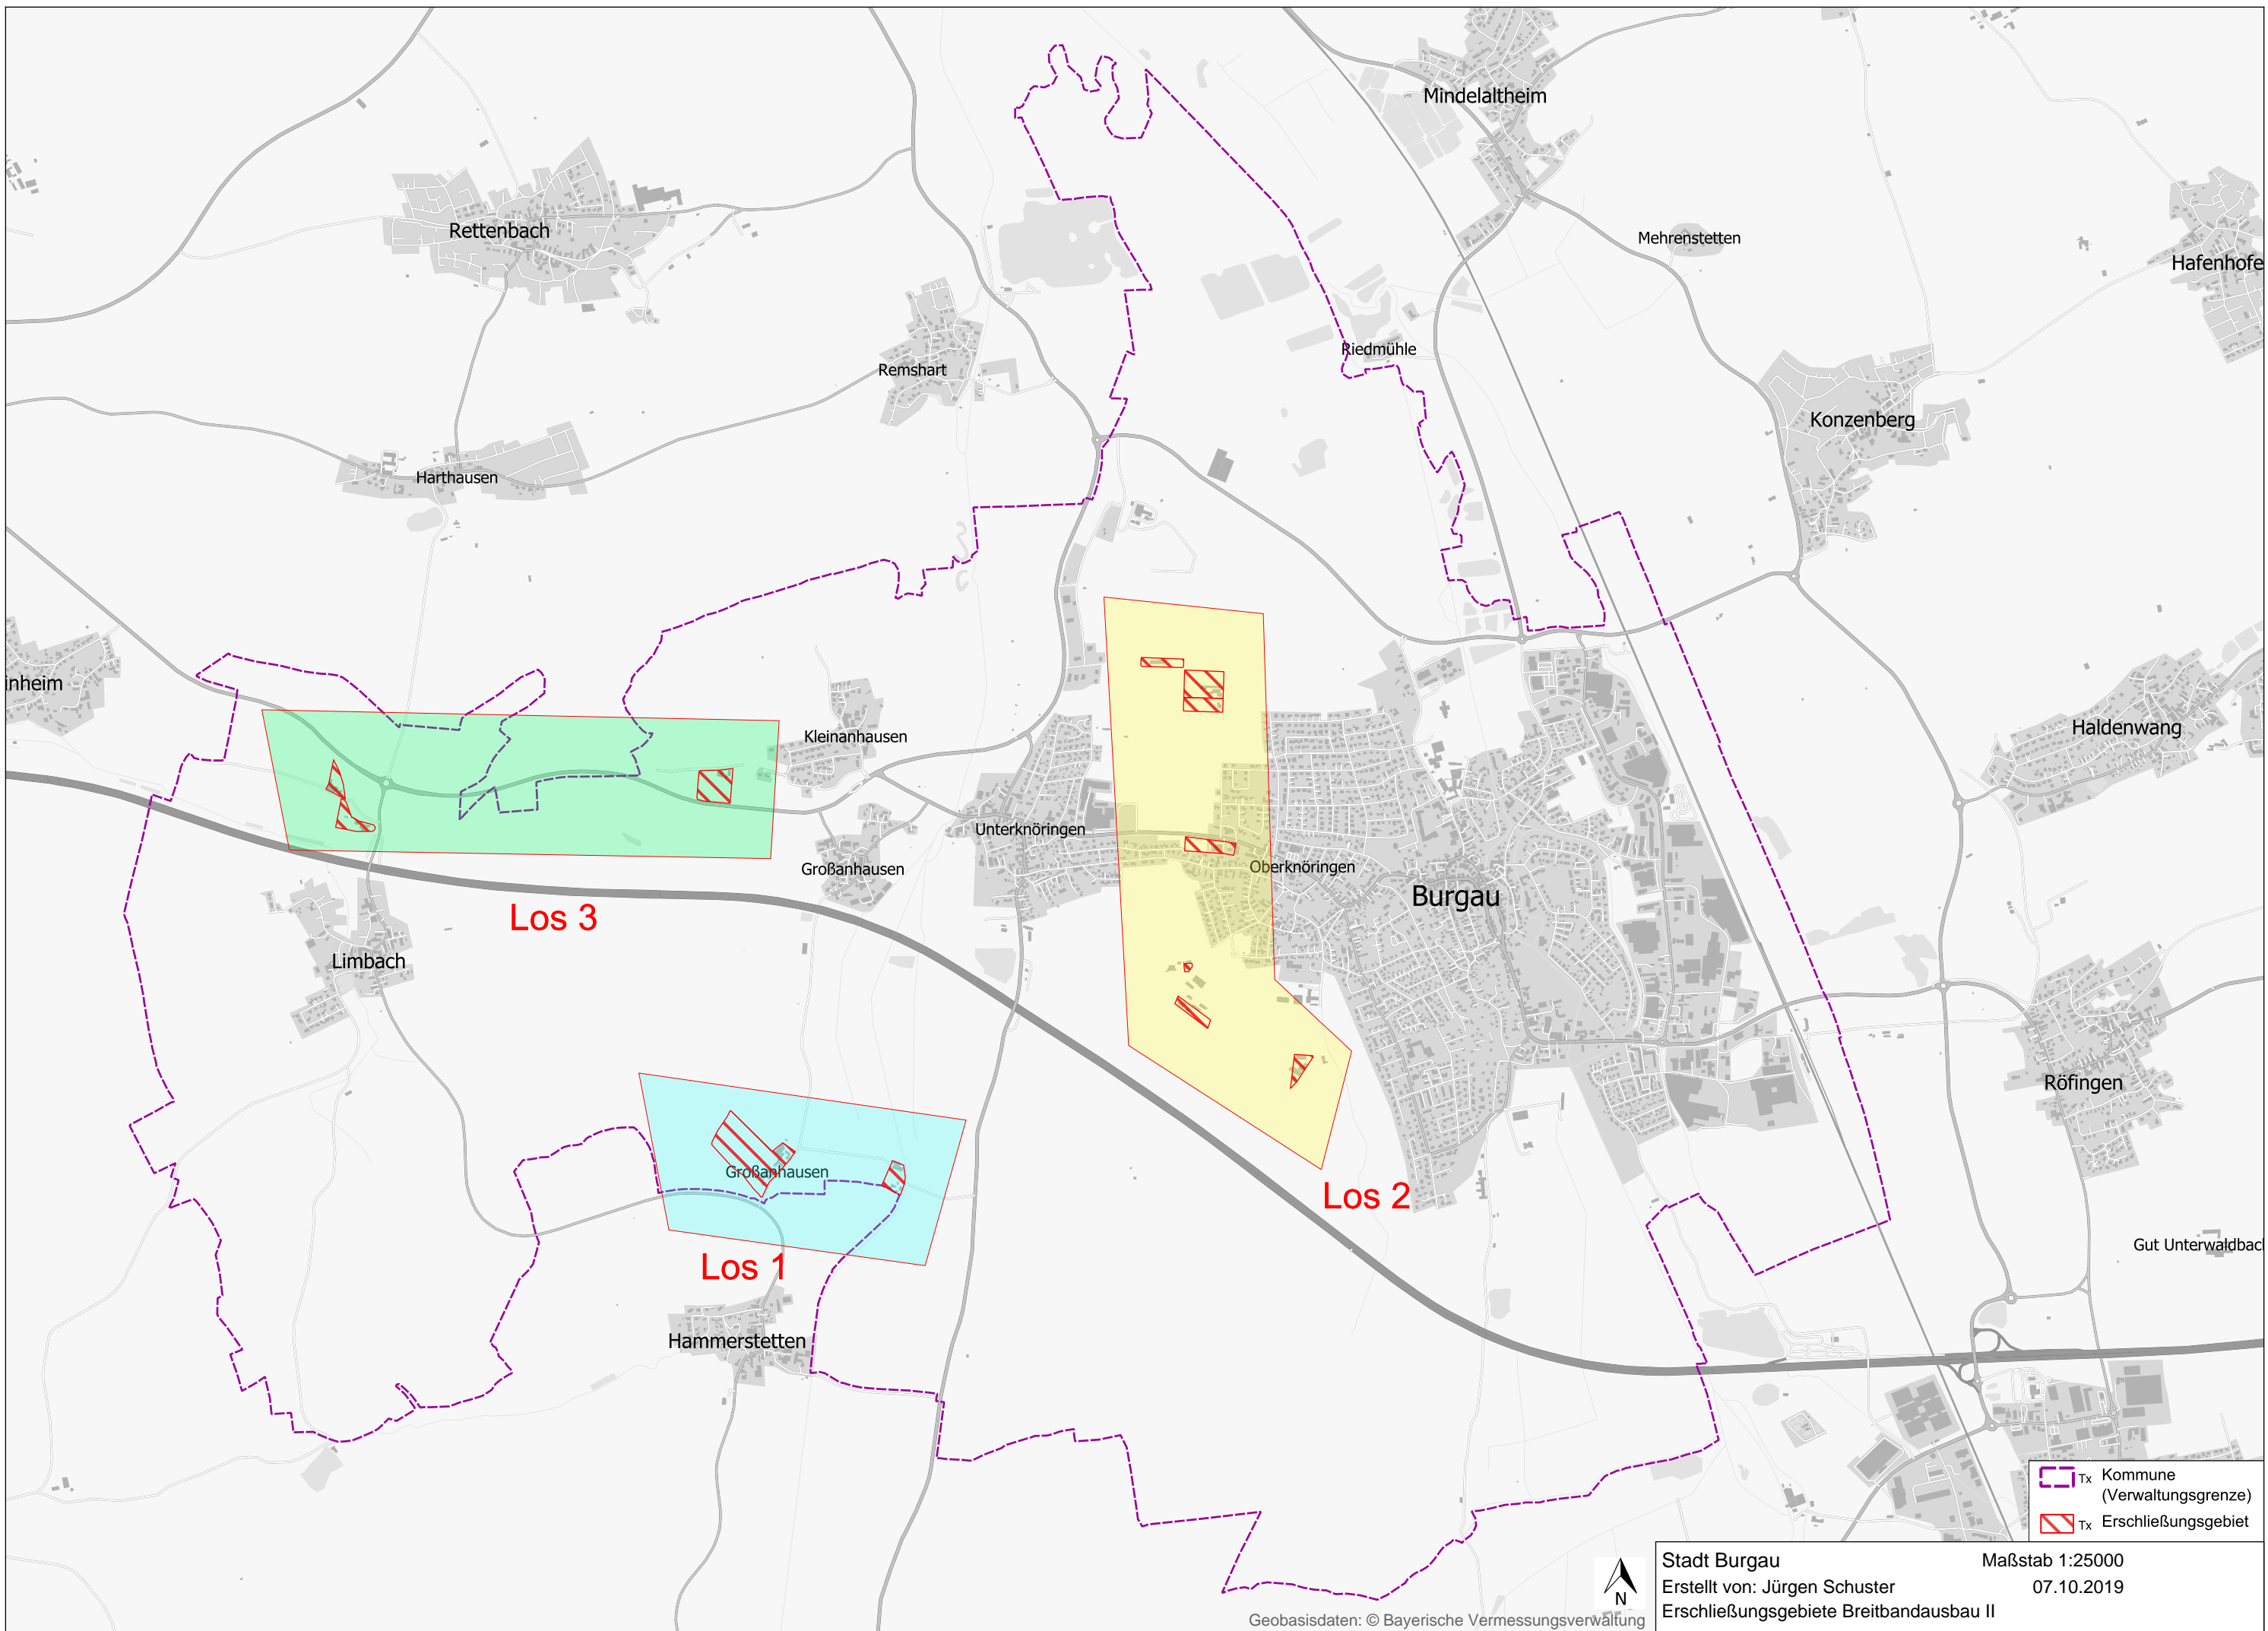 Mindelaltheim
Rettenbach
Mehrenstetten
Hafenhofe
Riedmühle
Remshart
Konzenberg
Harthausen
inheim
Haldenwang
Kleinanhausen
Unterknöringen
Großanhausen
Oberknöringen
Burgau
Los 3
Limbach
Röfingen
Großanhausen
Los 2
Gut Unterwaldbac
Los 1
Hammerstetten
Tx Kommune
(Verwaltungsgrenze)
Tx Erschließungsgebiet
N
Stadt Burgau Maßstab 1:25000
Erstellt von: Jürgen Schuster 07.10.2019
Erschließungsgebiete Breitbandausbau II
Geobasisdaten: © Bayerische Vermessungsverwaltung